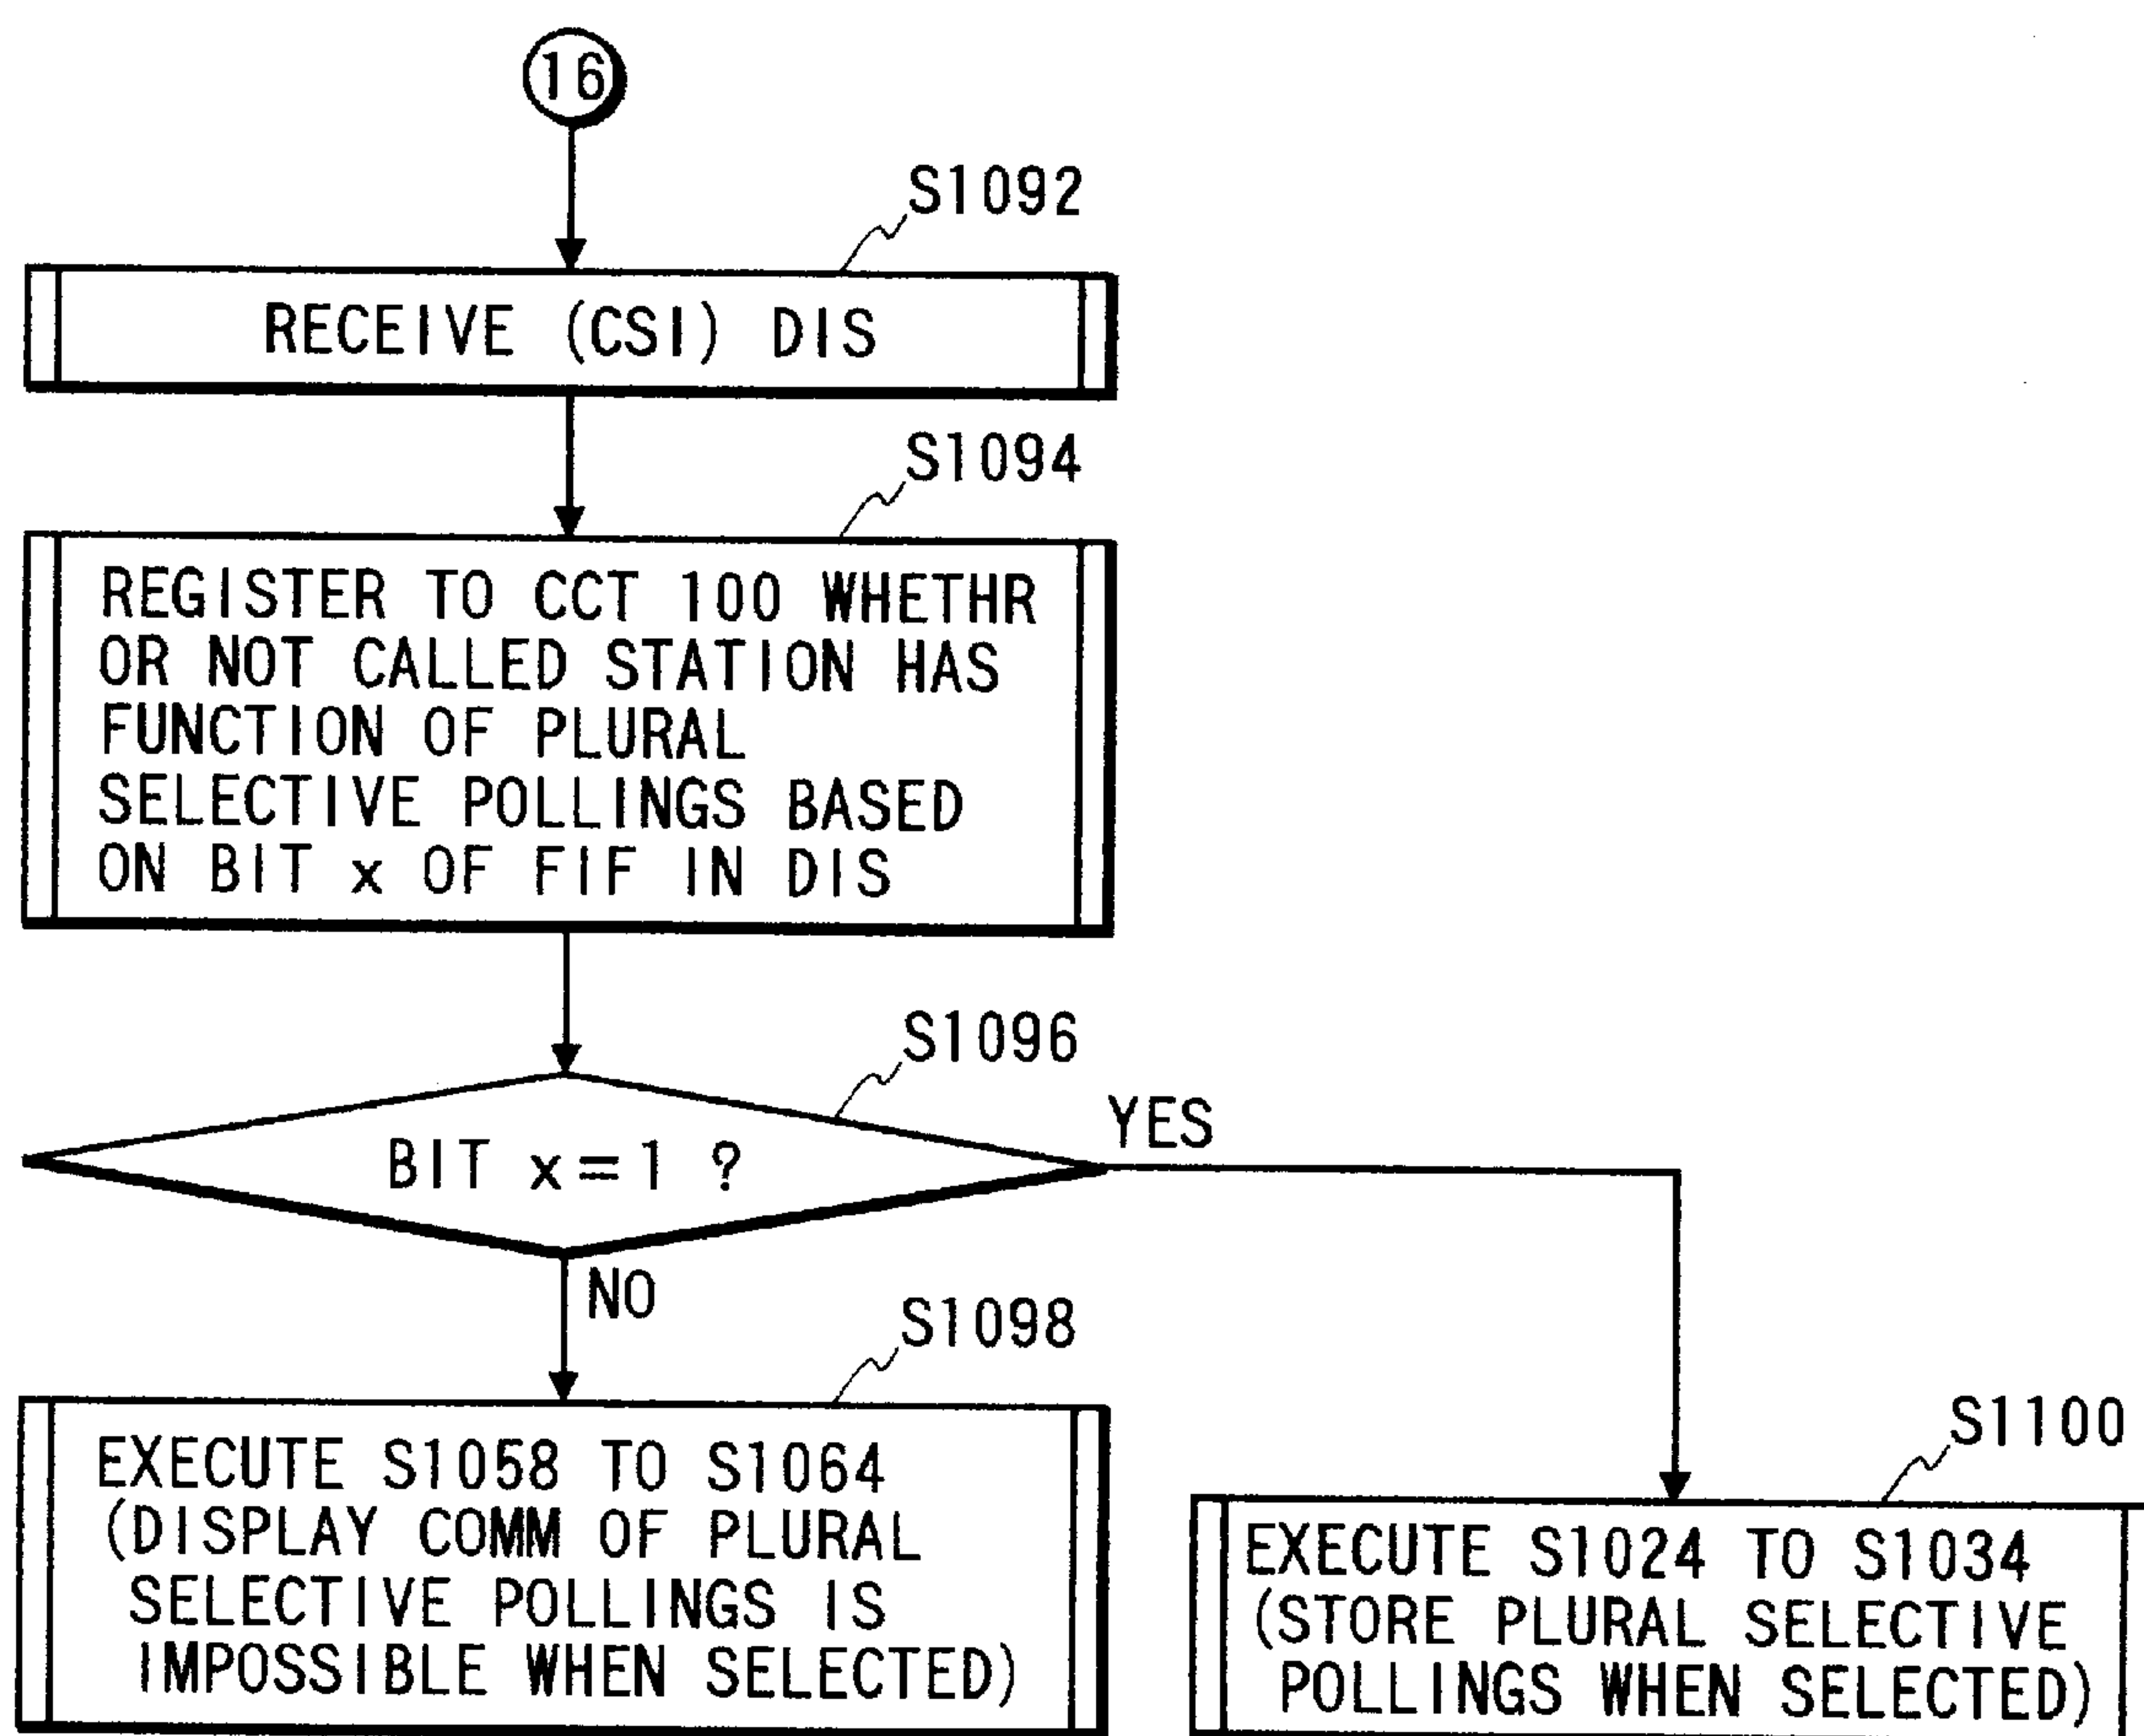 16
S1092
RECEIVE (CSI) DIS
S1094
REGISTER TO CCT 100 WHETHR
OR NOT CALLED STATION HAS
FUNCTION OF PLURAL
SELECTIVE POLLINGS BASED
ON BIT x OF FIF IN DIS
S1096
BIT x=1 ?
YES
NO
S1098
EXECUTE S1058 TO S1064
(DISPLAY COMM OF PLURAL
SELECTIVE POLLINGS IS
IMPOSSIBLE WHEN SELECTED)
S1100
EXECUTE S1024 TO S1034
(STORE PLURAL SELECTIVE
POLLINGS WHEN SELECTED)